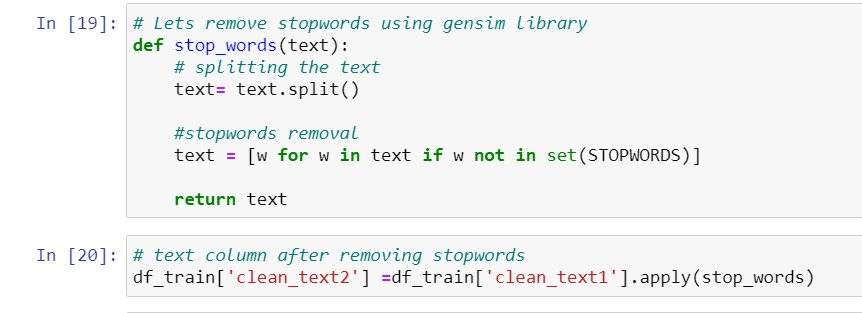 In [19]: # Lets remove stopwords using gensim library
def stop_words(text):
    # splitting the text
    text= text.split()
    #stopwords removal
    text = [w for w in text if w not in set(STOPWORDS)]
    return text
In [20]: # text column after removing stopwords
df_train['clean_text2'] =df_train['clean_text1'].apply(stop_words)